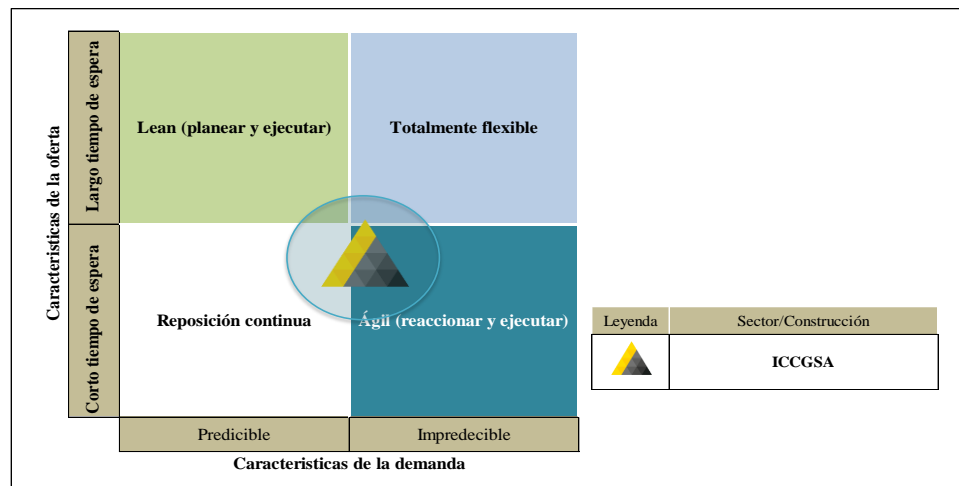 Caracteristicas de la oferta
Largo tiempo de espera
Lean (planear y ejecutar)
Totalmente flexible
Corto tiempo de espera
Reposición continua
Ágil (reaccionar y ejecutar)
Predicible
Impredecible
Caracteristicas de la demanda
Leyenda
Sector/Construcción
ICCGSA